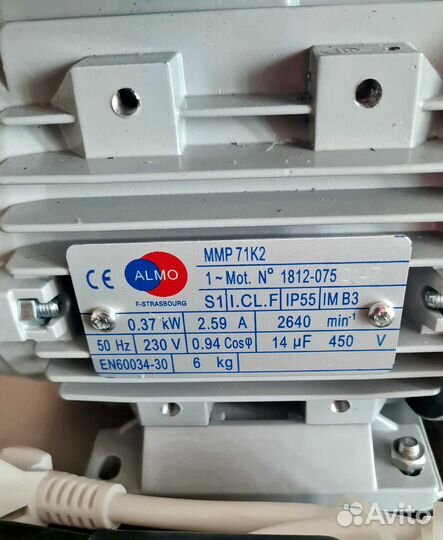 MMP 71K2
CE ALMO 1~Mot. N° 1812-075
F-STRASBOURG
S1 I.CL.F IP55 IM B3
0.37 kW 2.59 A 2640 min⁻¹
50 Hz 230 V 0.94 Cosφ 14 µF 450 V
EN60034-30 6 kg
Avito